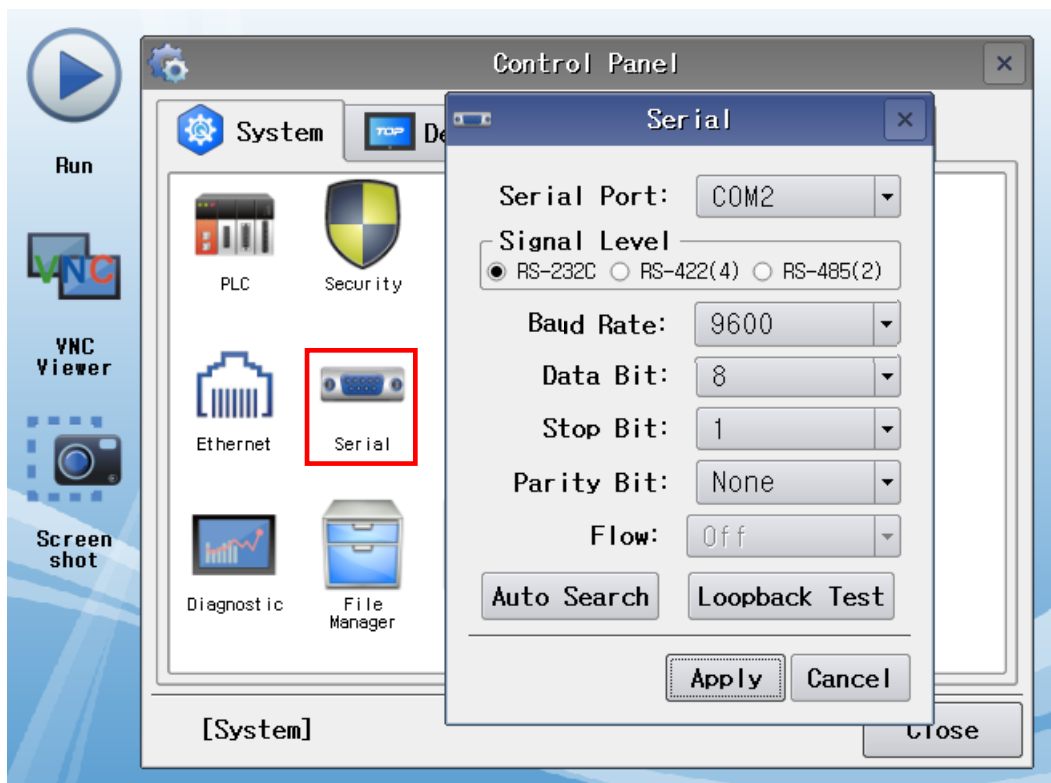 Control Panel
System
TOP
De
Serial
Run
VNC
VNC
Viewer
Screen
shot
PLC
Security
Ethernet
Serial
Diagnostic
File
Manager
Serial Port: COM2
Signal Level
RS-232C RS-422(4) RS-485(2)
Baud Rate: 9600
Data Bit: 8
Stop Bit: 1
Parity Bit: None
Flow: Off
Auto Search Loopback Test
Apply Cancel
[System]
Close